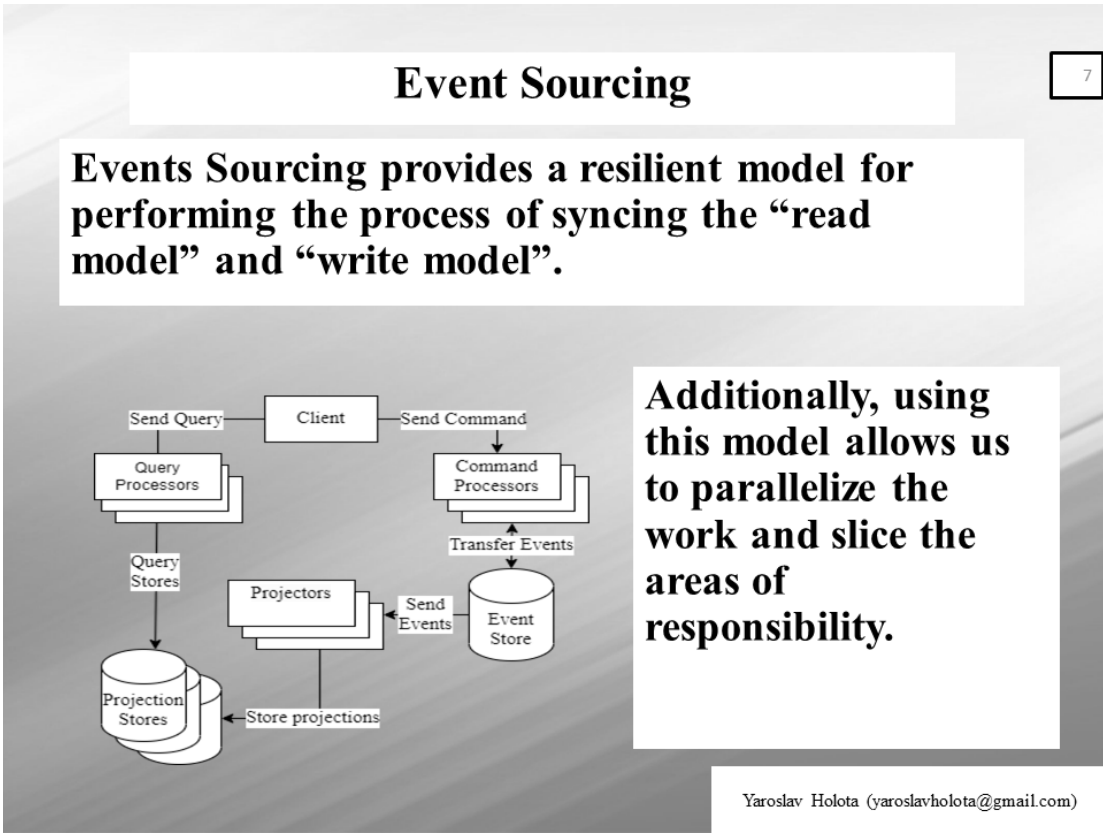 Event Sourcing
7
Events Sourcing provides a resilient model for
performing the process of syncing the “read
model” and “write model”.
Send Query
Client
Send Command
Query
Processors
Command
Processors
Transfer Events
Query
Stores
Projectors
Send
Events
Event
Store
Projection
Stores
Store projections
Additionally, using
this model allows us
to parallelize the
work and slice the
areas of
responsibility.
Yaroslav Holota (yaroslavholota@gmail.com)